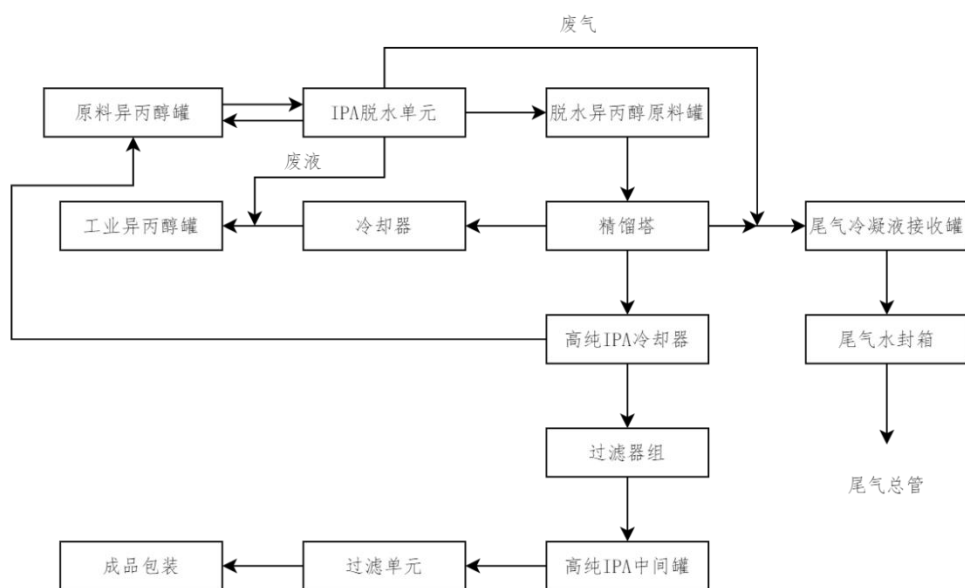 废气
原料异丙醇罐
IPA脱水单元
脱水异丙醇原料罐
废液
工业异丙醇罐
冷却器
精馏塔
尾气冷凝液接收罐
高纯IPA冷却器
尾气水封箱
过滤器组
尾气总管
成品包装
过滤单元
高纯IPA中间罐